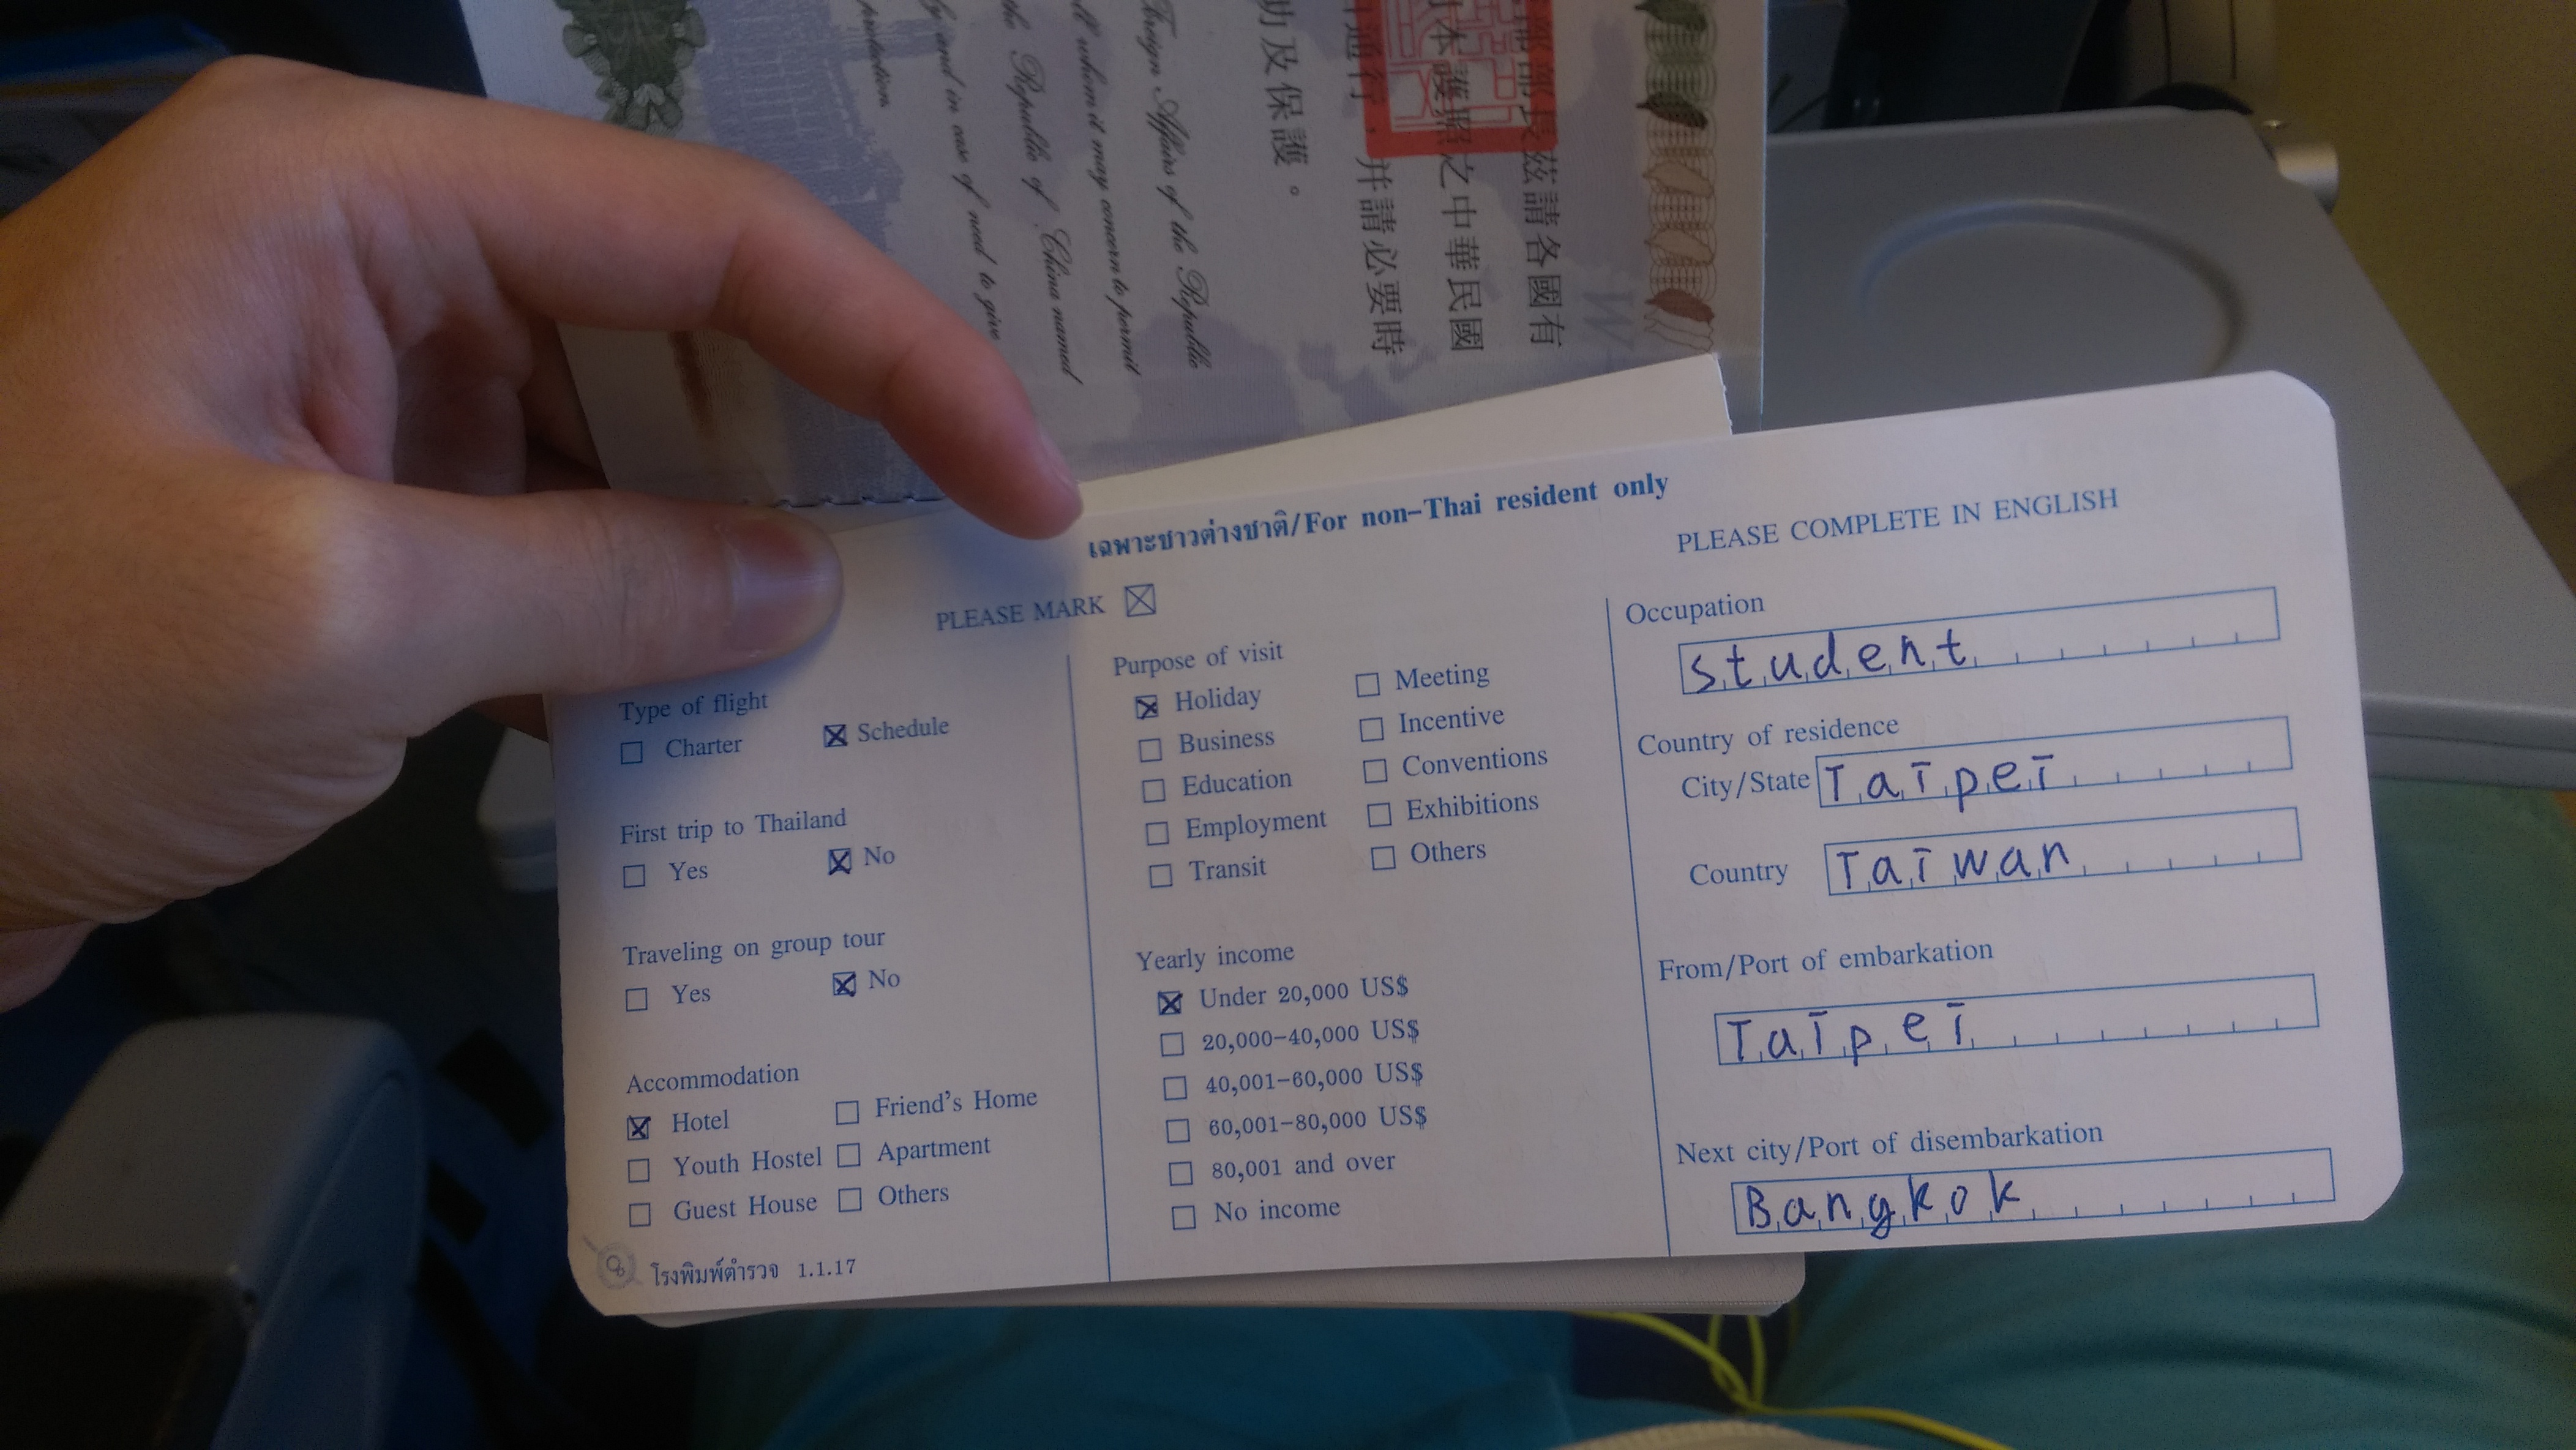 protection.
by and in case of need to give
the Republic of China named
all whom it may concern to permit
Foreign Affairs of the Republic
助及保護。
通行,并請必要時
本護照之中華民國
部長茲請各國有
เฉพาะชาวต่างชาติ/For non-Thai resident only
PLEASE MARK ☒
PLEASE COMPLETE IN ENGLISH
Type of flight
☐ Charter ☒ Schedule
First trip to Thailand
☐ Yes ☒ No
Traveling on group tour
☐ Yes ☒ No
Accommodation
☒ Hotel ☐ Friend's Home
☐ Youth Hostel ☐ Apartment
☐ Guest House ☐ Others
โรงพิมพ์ตำรวจ 1.1.17
Purpose of visit
☒ Holiday ☐ Meeting
☐ Business ☐ Incentive
☐ Education ☐ Conventions
☐ Employment ☐ Exhibitions
☐ Transit ☐ Others
Yearly income
☒ Under 20,000 US$
☐ 20,000-40,000 US$
☐ 40,001-60,000 US$
☐ 60,001-80,000 US$
☐ 80,001 and over
☐ No income
Occupation
student
Country of residence
City/State Taipei
Country Taiwan
From/Port of embarkation
Taipei
Next city/Port of disembarkation
Bangkok